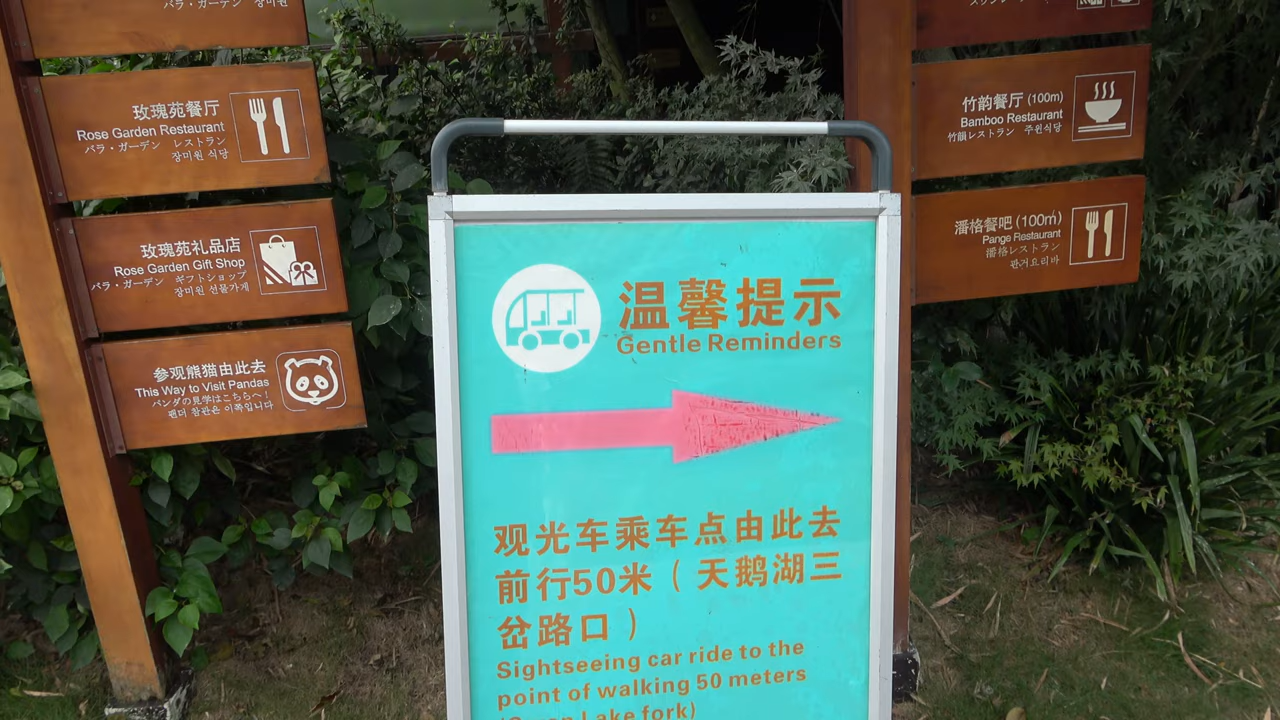 バラ・ガーデン 장미원
玫瑰苑餐厅
Rose Garden Restaurant
バラ・ガーデン レストラン
장미원 식당
玫瑰苑礼品店
Rose Garden Gift Shop
バラ・ガーデン ギフトショップ
장미원 선물가게
参观熊猫由此去
This Way to Visit Pandas
パンダの見学はこちらへ!
팬더 참관은 이쪽입니다
温馨提示
Gentle Reminders
观光车乘车点由此去
前行50米(天鹅湖三
岔路口)
Sightseeing car ride to the
point of walking 50 meters
Lake fork)
竹韵餐厅 (100m)
Bamboo Restaurant
竹韻レストラン 주윈식당
潘格餐吧 (100m)
Pange Restaurant
潘格レストラン
판거요리바